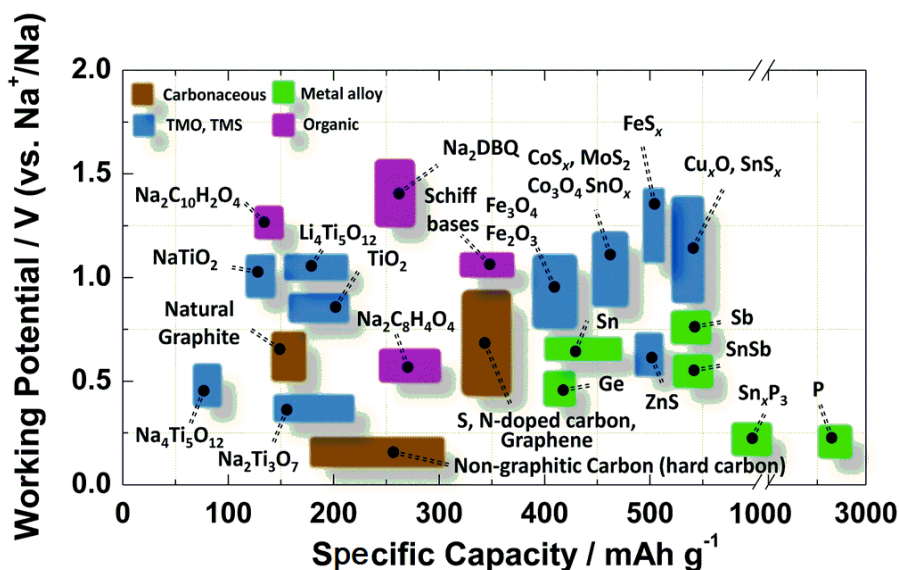 Working Potential / V (vs. Na⁺/Na)
2.0
1.5
1.0
0.5
0.0
Carbonaceous
Metal alloy
TMO, TMS
Organic
Na₂C₁₀H₂O₄
NaTiO₂
Li₄Ti₅O₁₂
TiO₂
Natural
Graphite
Na₄Ti₅O₁₂
Na₂Ti₃O₇
Na₂DBQ
Schiff
bases
Fe₃O₄
Fe₂O₃
CoSₓ, MoS₂
Co₃O₄ SnOₓ
FeSₓ
CuₓO, SnSₓ
Na₂C₈H₄O₄
Sn
Ge
Sb
SnSb
ZnS
SnₓP₃
P
S, N-doped carbon,
Graphene
Non-graphitic Carbon (hard carbon)
0 100 200 300 400 500 1000 3000
Specific Capacity / mAh g⁻¹